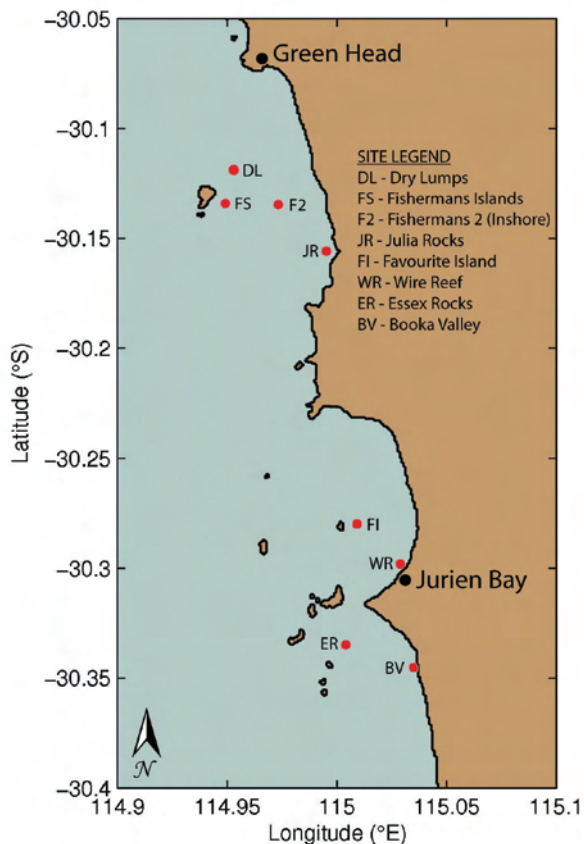 −30.05
Green Head
−30.1
SITE LEGEND
DL - Dry Lumps
FS - Fishermans Islands
F2 - Fishermans 2 (Inshore)
JR - Julia Rocks
FI - Favourite Island
WR - Wire Reef
ER - Essex Rocks
BV - Booka Valley
DL
FS
F2
−30.15
JR
−30.2
Latitude (°S)
−30.25
FI
WR
−30.3
Jurien Bay
ER
−30.35
BV
N
−30.4
114.9
114.95
115
115.05
115.1
Longitude (°E)